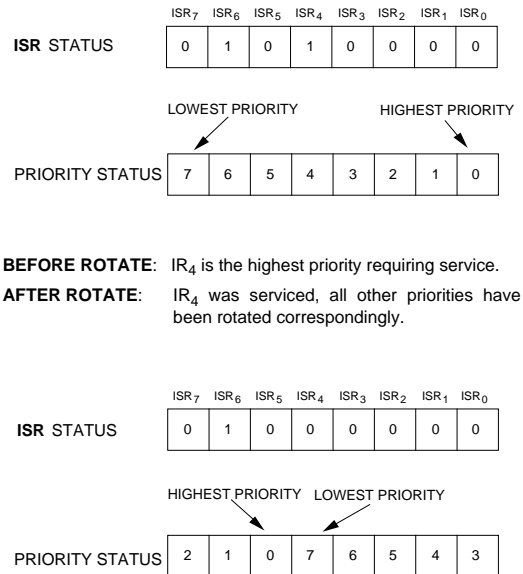 ISR7 ISR6 ISR5 ISR4 ISR3 ISR2 ISR1 ISR0
ISR STATUS 0 1 0 1 0 0 0 0
LOWEST PRIORITY HIGHEST PRIORITY
PRIORITY STATUS 7 6 5 4 3 2 1 0
BEFORE ROTATE: IR4 is the highest priority requiring service.
AFTER ROTATE: IR4 was serviced, all other priorities have
been rotated correspondingly.
ISR7 ISR6 ISR5 ISR4 ISR3 ISR2 ISR1 ISR0
ISR STATUS 0 1 0 0 0 0 0 0
HIGHEST PRIORITY LOWEST PRIORITY
PRIORITY STATUS 2 1 0 7 6 5 4 3